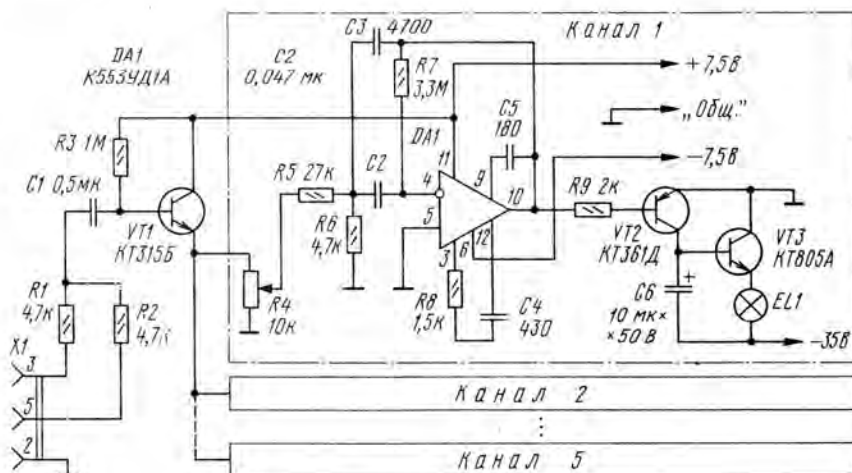 Канал 1
DA1
К553УД1А
C2
0,047 мк
C3 4700
R7
3,3М
+7,5В
„Общ."
-7,5В
R3 1М
C1 0,5мк
VT1
КТ315Б
R5 27к
C2
R6
4,7к
DA1
11
4
5
3
6
12
9
10
C5
180
R8
1,5к
C4
430
R9 2к
VT2
КТ361Д
VT3
КТ805А
C6
10 мк×
×50 В
+
EL1
-35В
R4
10к
R1
4,7к
R2
4,7к
X1
3
5
2
Канал 2
Канал 5